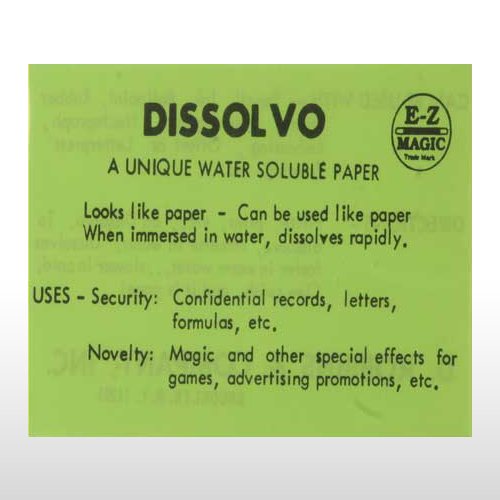 DISSOLVO
E-Z
MAGIC
Trade Mark
A UNIQUE WATER SOLUBLE PAPER
Looks like paper - Can be used like paper
When immersed in water, dissolves rapidly.
USES - Security: Confidential records, letters,
formulas, etc.
Novelty: Magic and other special effects for
games, advertising promotions, etc.